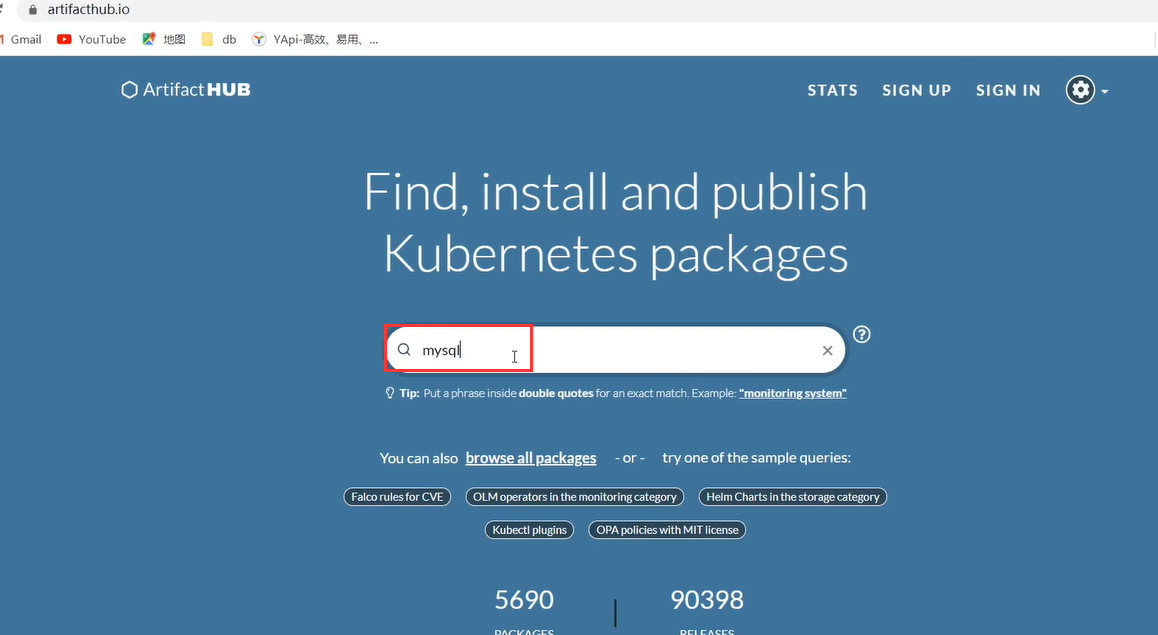 artifacthub.io
Gmail YouTube 地图 db YApi-高效、易用、...
ArtifactHUB STATS SIGN UP SIGN IN
Find, install and publish
Kubernetes packages
mysql
Tip: Put a phrase inside double quotes for an exact match. Example: "monitoring system"
You can also browse all packages - or - try one of the sample queries:
Falco rules for CVE OLM operators in the monitoring category Helm Charts in the storage category
Kubectl plugins OPA policies with MIT license
5690 90398
PACKAGES RELEASES